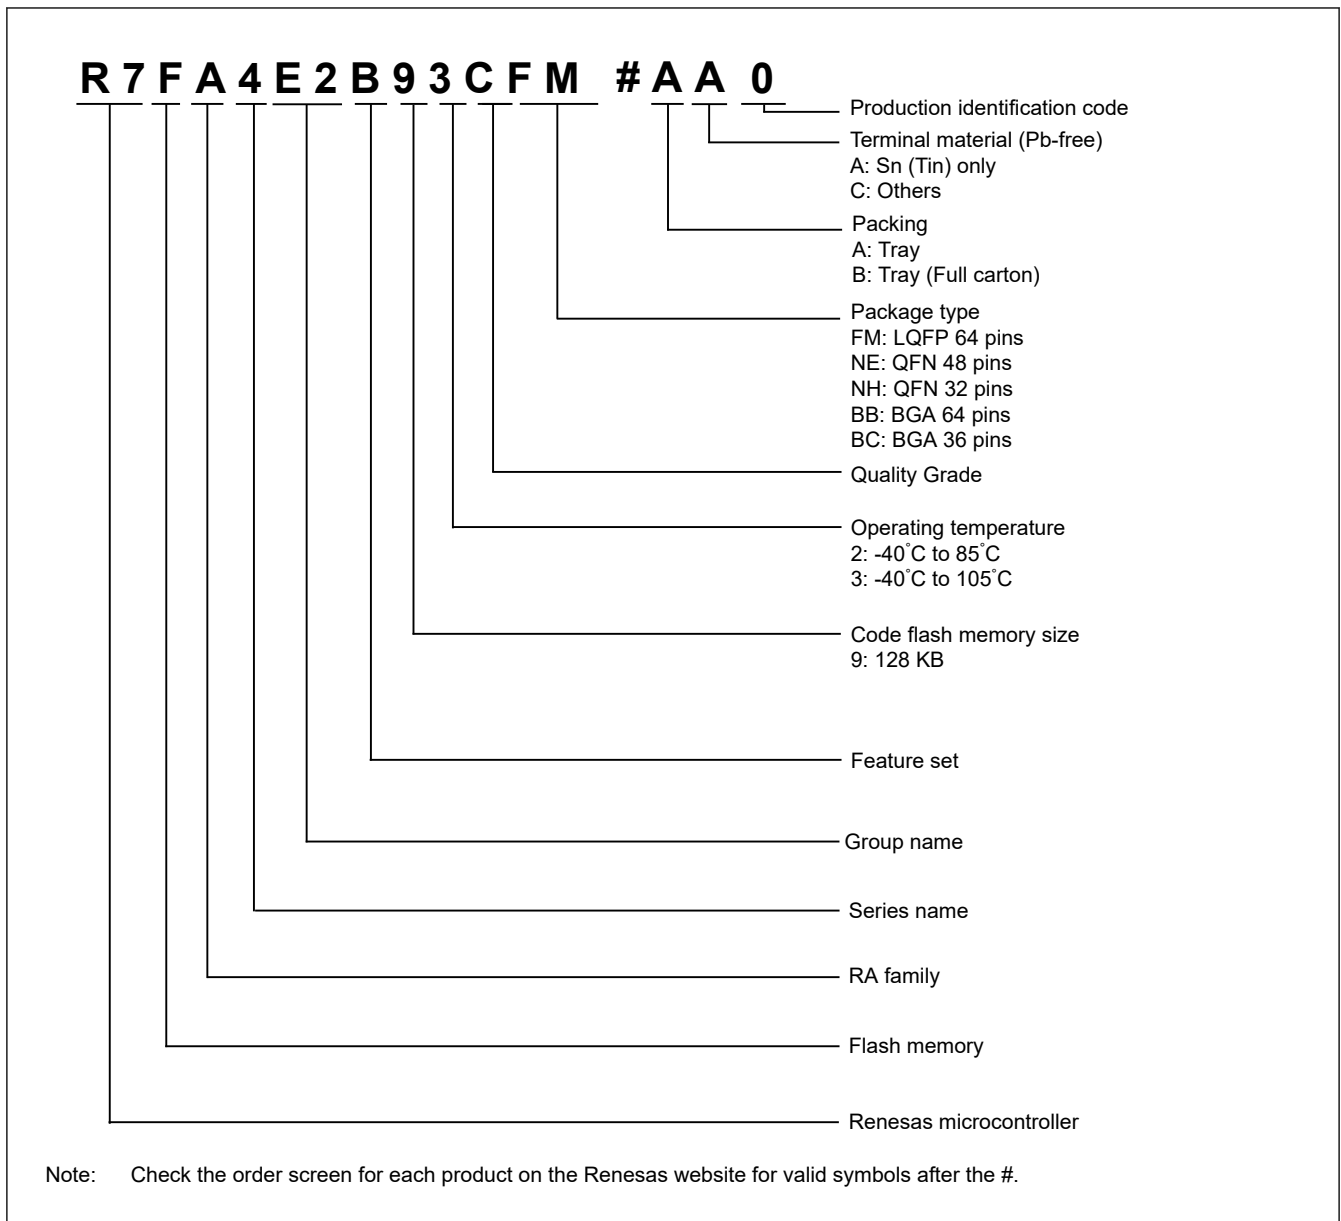 R7FA4E2B93CFM #AA0
Production identification code
Terminal material (Pb-free)
A: Sn (Tin) only
C: Others
Packing
A: Tray
B: Tray (Full carton)
Package type
FM: LQFP 64 pins
NE: QFN 48 pins
NH: QFN 32 pins
BB: BGA 64 pins
BC: BGA 36 pins
Quality Grade
Operating temperature
2: -40°C to 85°C
3: -40°C to 105°C
Code flash memory size
9: 128 KB
Feature set
Group name
Series name
RA family
Flash memory
Renesas microcontroller
Note: Check the order screen for each product on the Renesas website for valid symbols after the #.